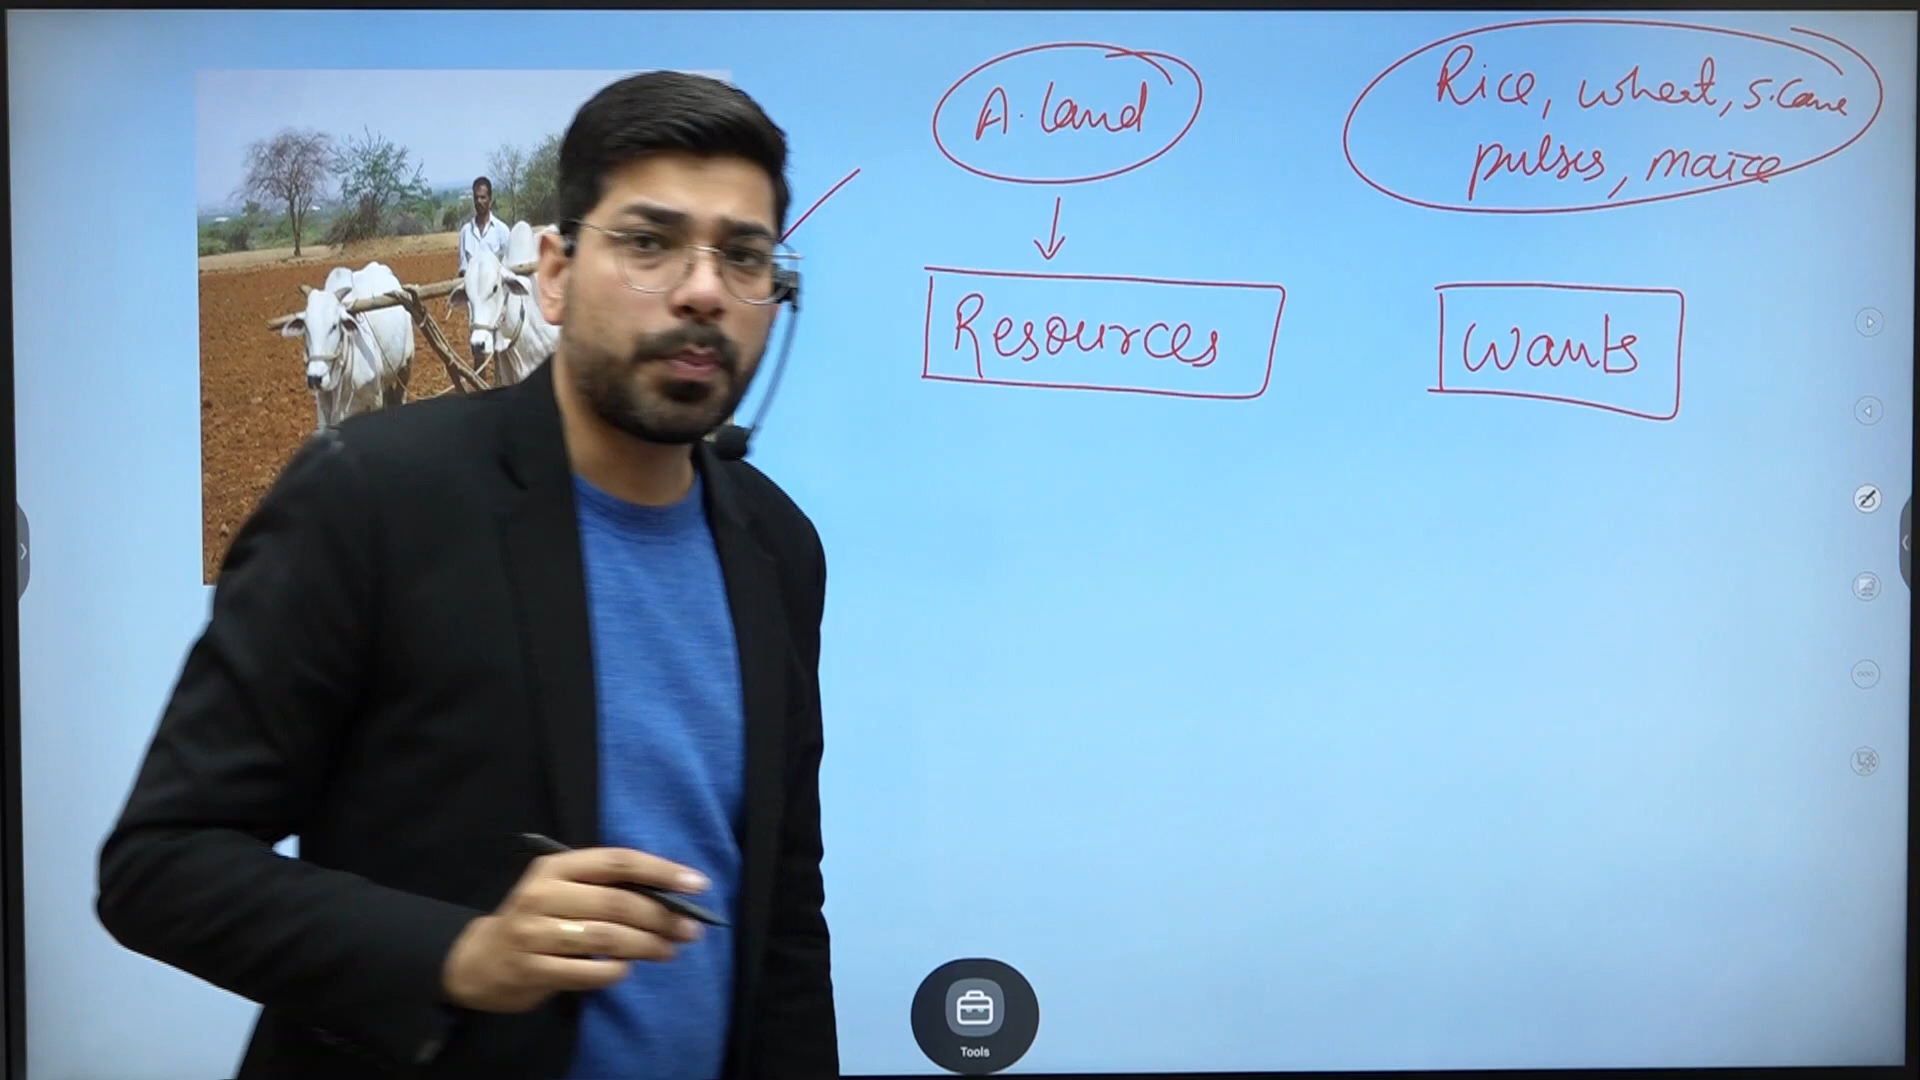 A. Land
Rice, wheat, S. Cane
pulses, maize
Resources
Wants
Tools